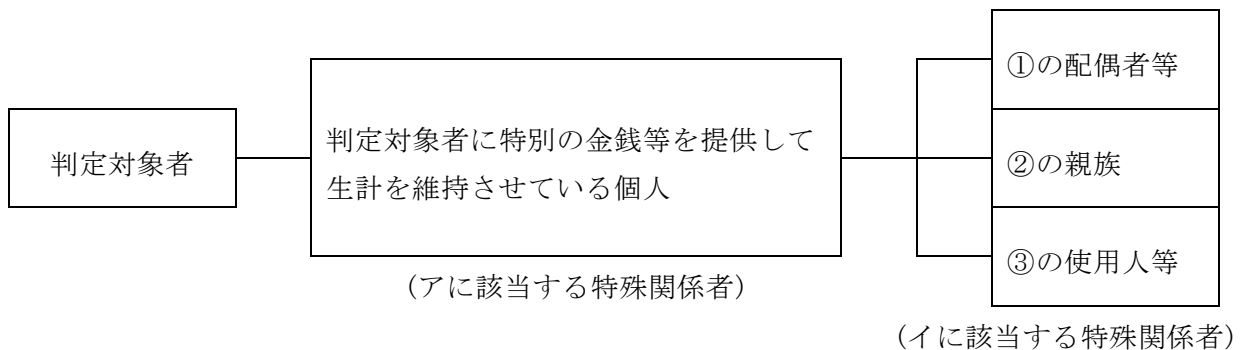 判定対象者
判定対象者に特別の金銭等を提供して
生計を維持させている個人
(アに該当する特殊関係者)
①の配偶者等
②の親族
③の使用人等
(イに該当する特殊関係者)